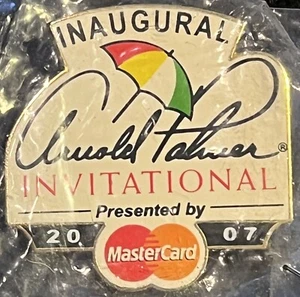 INAUGURAL
Arnold Palmer®
INVITATIONAL
Presented by
20 07
MasterCard